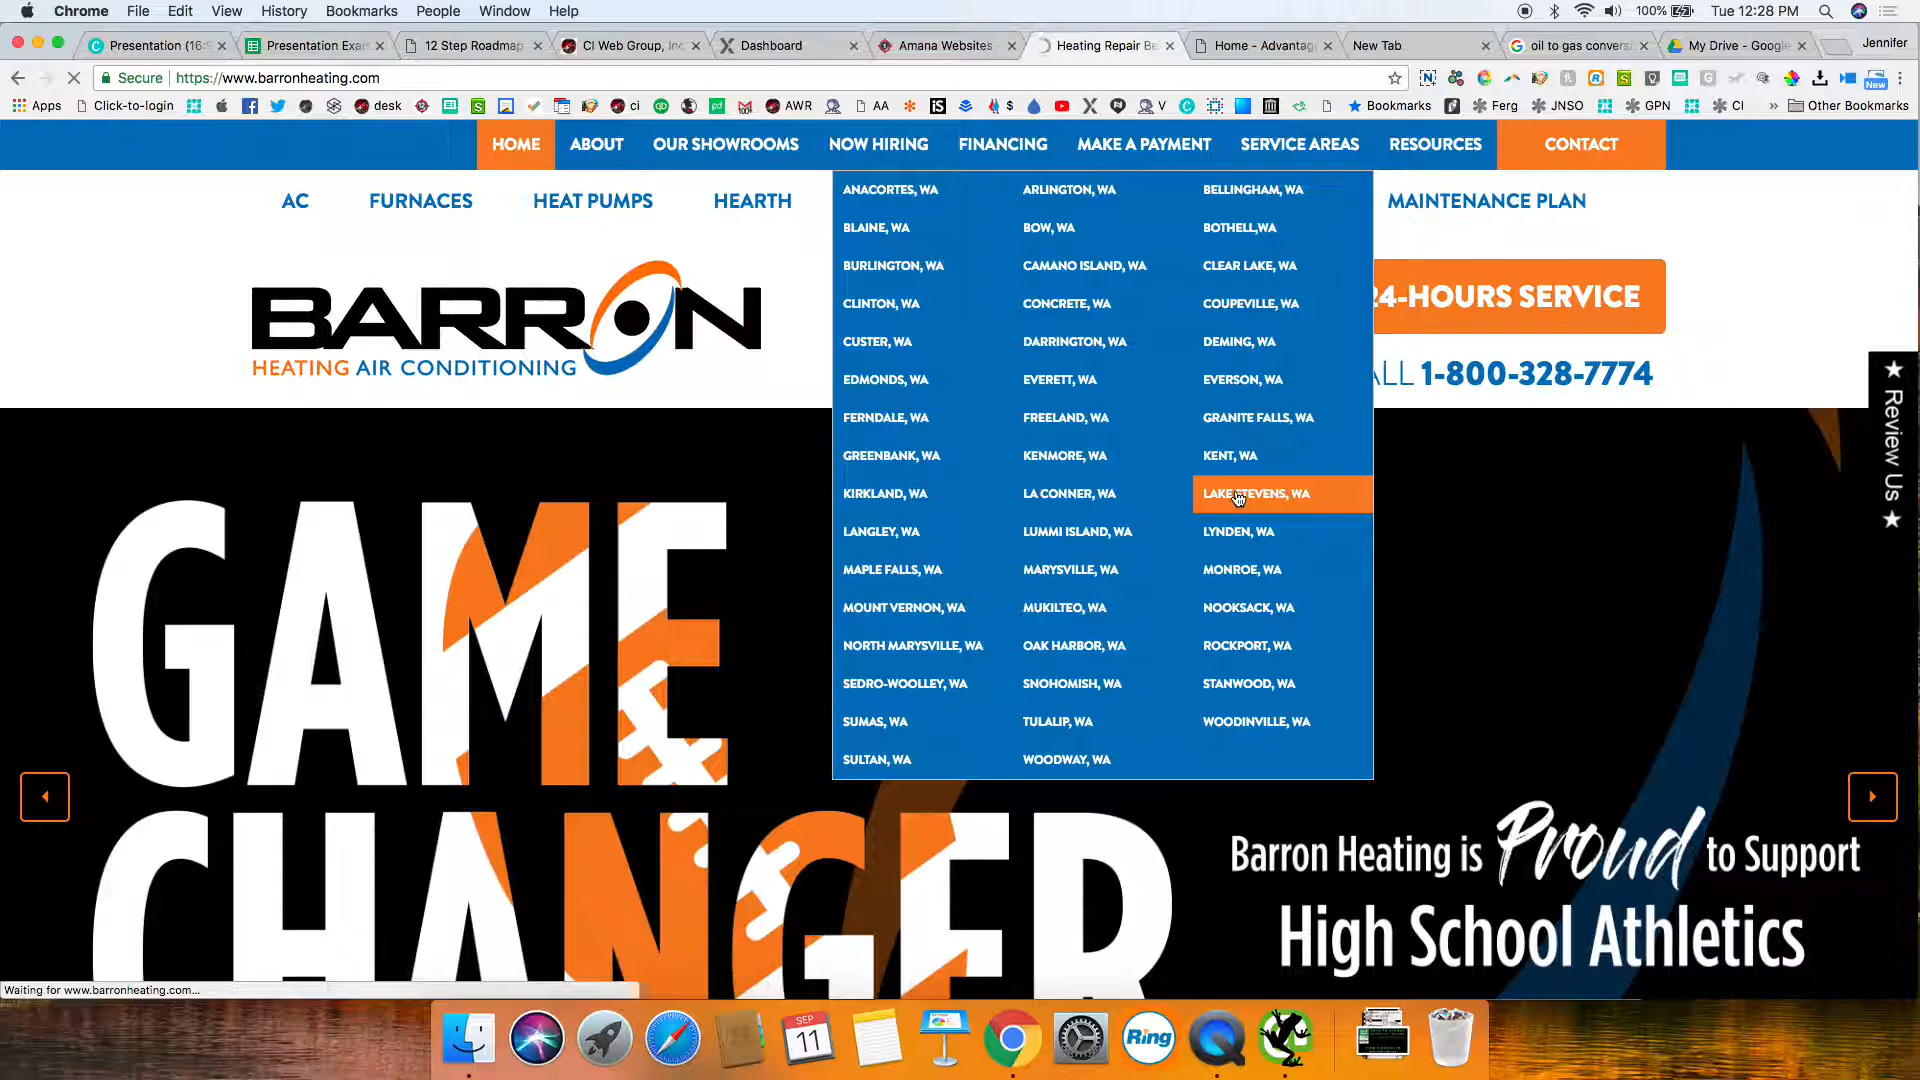 Chrome File Edit View History Bookmarks People Window Help 100% Tue 12:28 PM
Presentation (16:9 Presentation Exa 12 Step Roadmap CI Web Group, Inc Dashboard Amana Websites Heating Repair Be Home - Advantag New Tab oil to gas convers My Drive - Google Jennifer
Secure https://www.barronheating.com New
Apps Click-to-login desk ci AWR AA iS $ V Bookmarks Ferg JNSO GPN CI » Other Bookmarks
HOME ABOUT OUR SHOWROOMS NOW HIRING FINANCING MAKE A PAYMENT SERVICE AREAS RESOURCES CONTACT
AC FURNACES HEAT PUMPS HEARTH MAINTENANCE PLAN
ANACORTES, WA ARLINGTON, WA BELLINGHAM, WA
BLAINE, WA BOW, WA BOTHELL,WA
BURLINGTON, WA CAMANO ISLAND, WA CLEAR LAKE, WA
CLINTON, WA CONCRETE, WA COUPEVILLE, WA
CUSTER, WA DARRINGTON, WA DEMING, WA
EDMONDS, WA EVERETT, WA EVERSON, WA
FERNDALE, WA FREELAND, WA GRANITE FALLS, WA
GREENBANK, WA KENMORE, WA KENT, WA
KIRKLAND, WA LA CONNER, WA LAKE STEVENS, WA
LANGLEY, WA LUMMI ISLAND, WA LYNDEN, WA
MAPLE FALLS, WA MARYSVILLE, WA MONROE, WA
MOUNT VERNON, WA MUKILTEO, WA NOOKSACK, WA
NORTH MARYSVILLE, WA OAK HARBOR, WA ROCKPORT, WA
SEDRO-WOOLLEY, WA SNOHOMISH, WA STANWOOD, WA
SUMAS, WA TULALIP, WA WOODINVILLE, WA
SULTAN, WA WOODWAY, WA
BARRON
HEATING AIR CONDITIONING
24-HOURS SERVICE
ALL 1-800-328-7774
★ Review Us ★
GAME
CHANGER
Barron Heating is Proud to Support
High School Athletics
Waiting for www.barronheating.com...
SEP
11
Ring